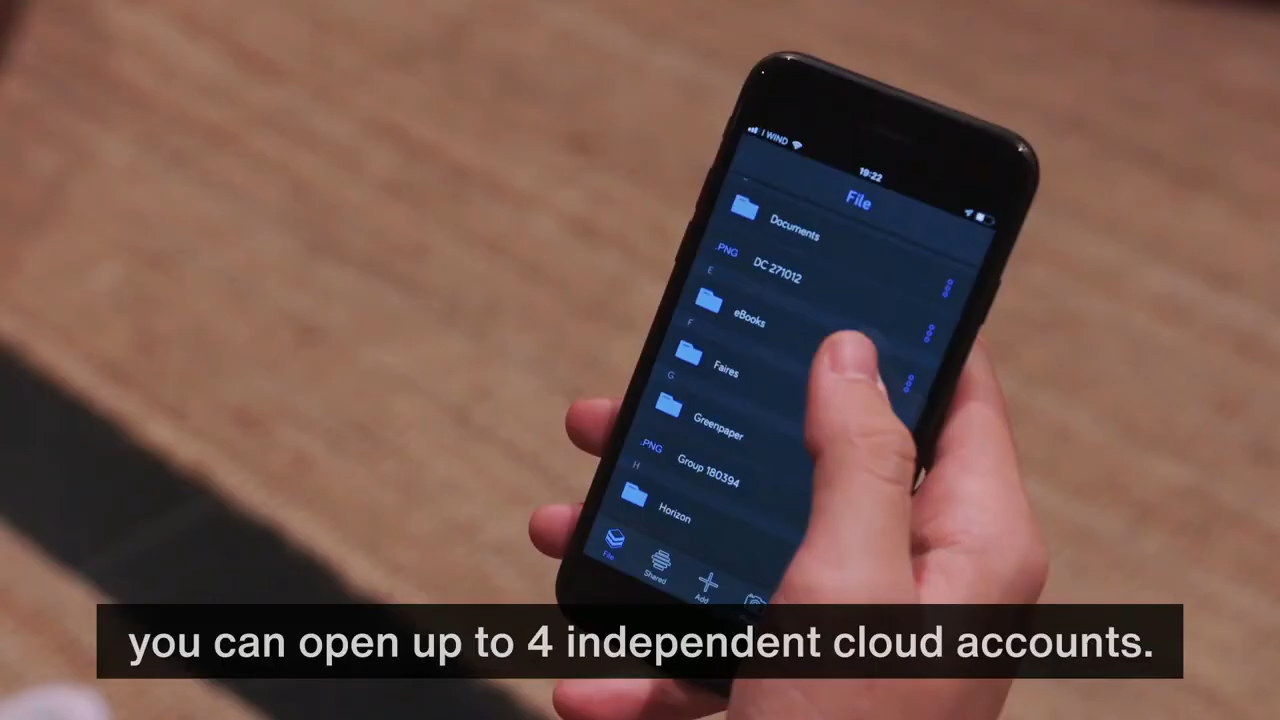 I WIND
19:22
File
Documents
.PNG DC 271012
E
eBooks
F
Faires
G
Greenpaper
.PNG Group 180394
H
Horizon
File Shared Add
you can open up to 4 independent cloud accounts.